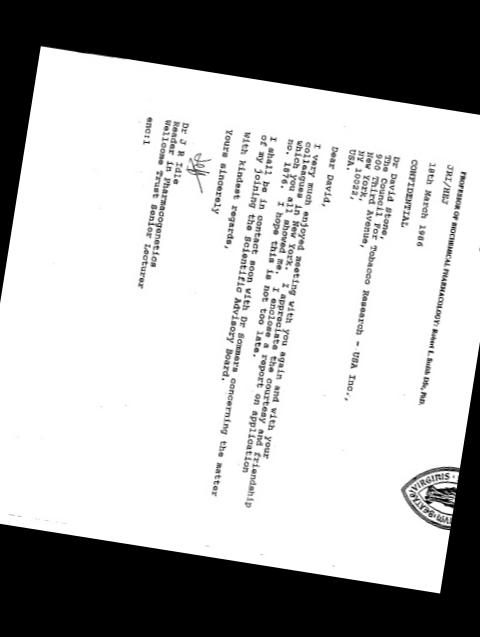 PROFESSOR OF BIOCHEMICAL PHARMACOLOGY: Robert L. Smith DSc, PhD.
JRI/HEJ
18th March 1986
CONFIDENTIAL
Dr David Stone,
The Council For Tobacco Research - USA Inc.,
900 Third Avenue,
New York,
NY 10022,
USA.
Dear David,
I very much enjoyed meeting with you again and with your
colleagues in New York. I appreciate the courtesy and friendship
which you all showed me. I enclose a report on application
no. 1876. I hope this is not too late.
I shall be in contact soon with Dr Sommers concerning the matter
of my joining the Scientific Advisory Board.
With kindest regards,
Yours sincerely
Jeff
Dr J R Idle
Reader in Pharmacogenetics
Wellcome Trust Senior Lecturer
enc:1
VIRGINIS
BEATAE